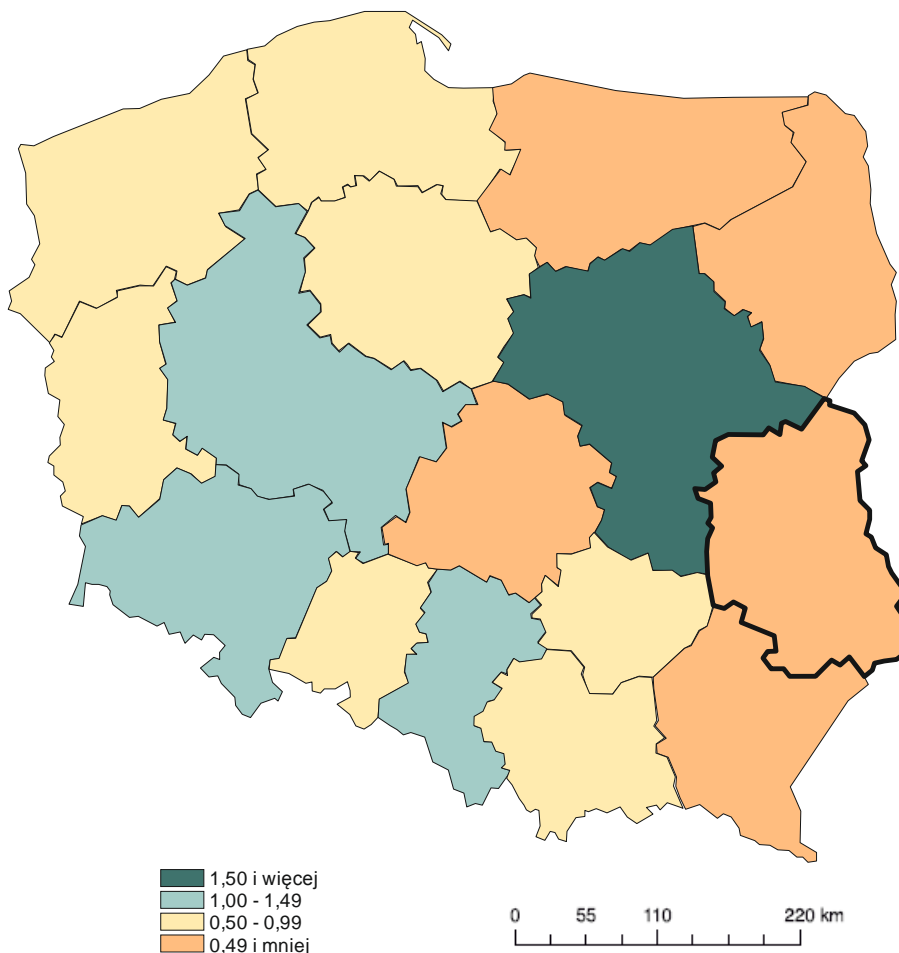 1,50 i więcej
1,00 - 1,49
0,50 - 0,99
0,49 i mniej
0 55 110 220 km